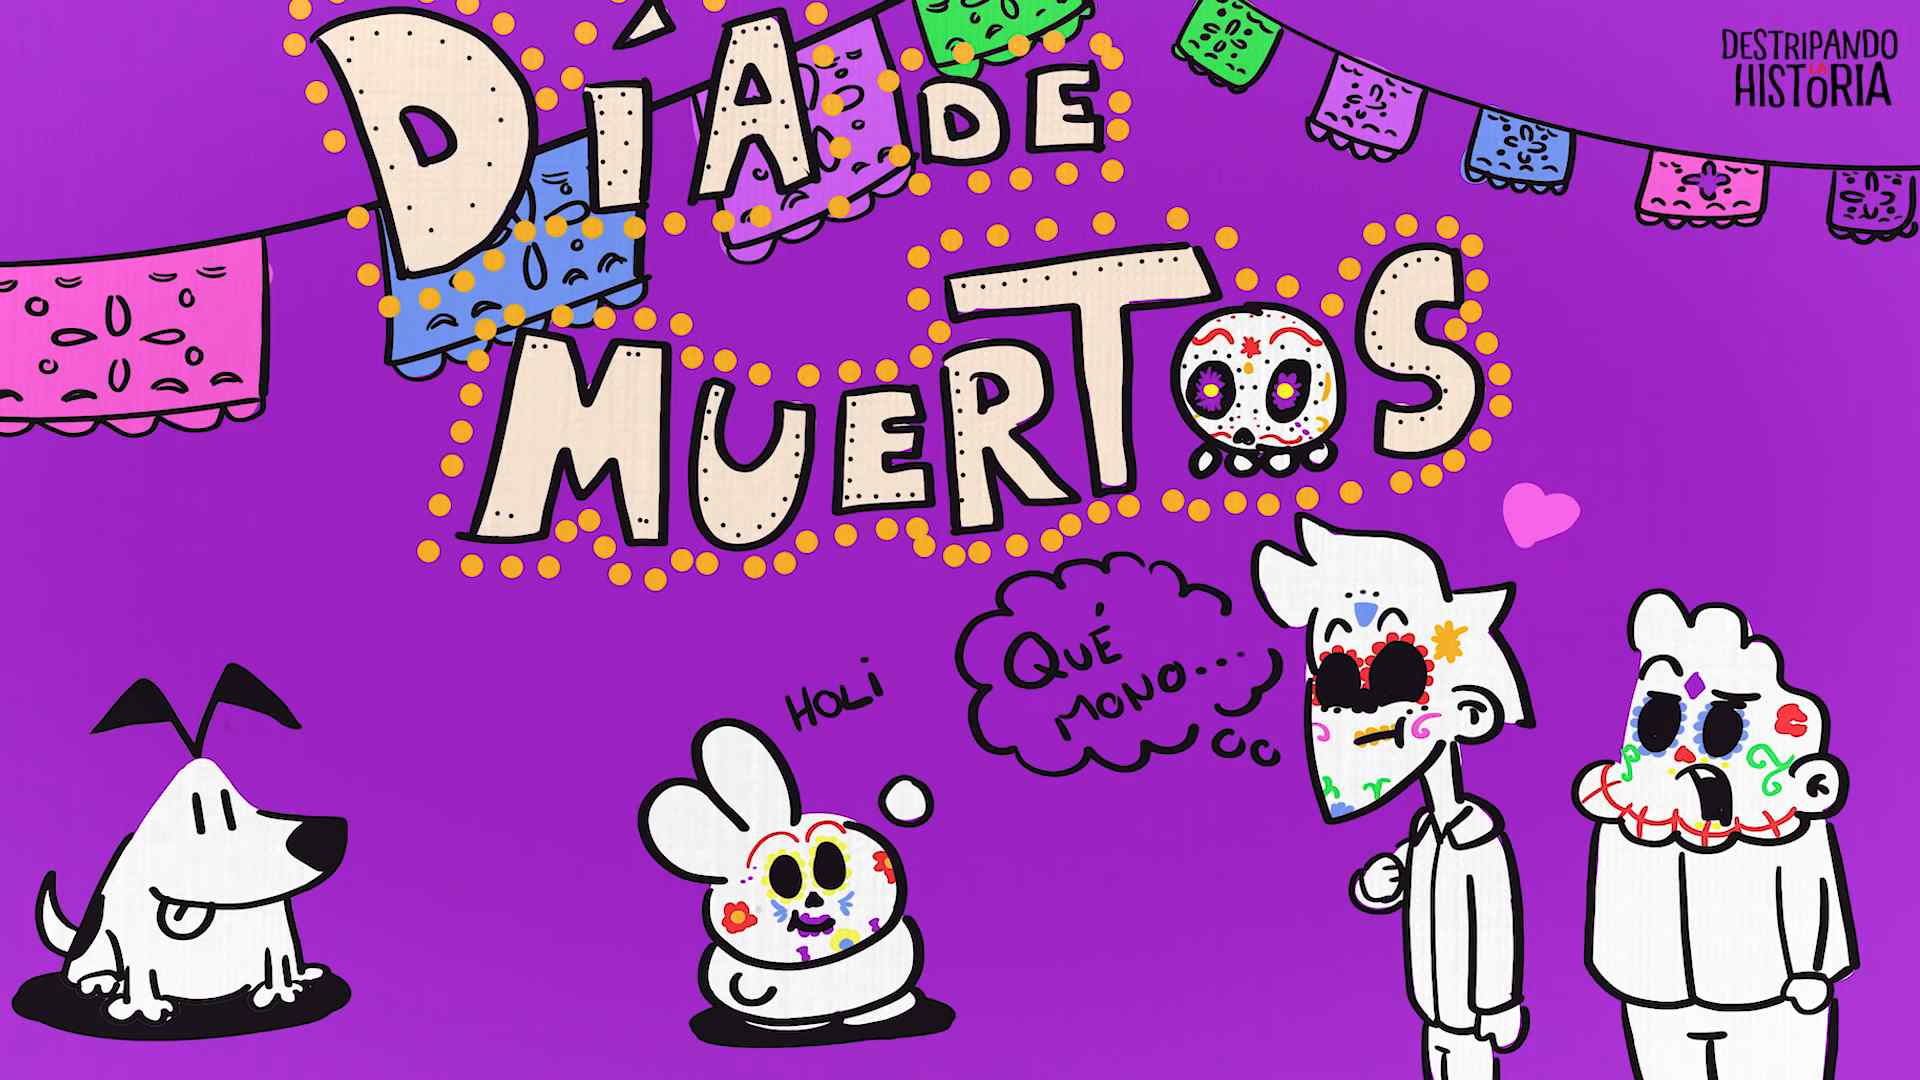 DÍA DE
MUERTOS
DESTRIPANDO
LA
HISTORIA
HOLI
QUÉ
MONO...